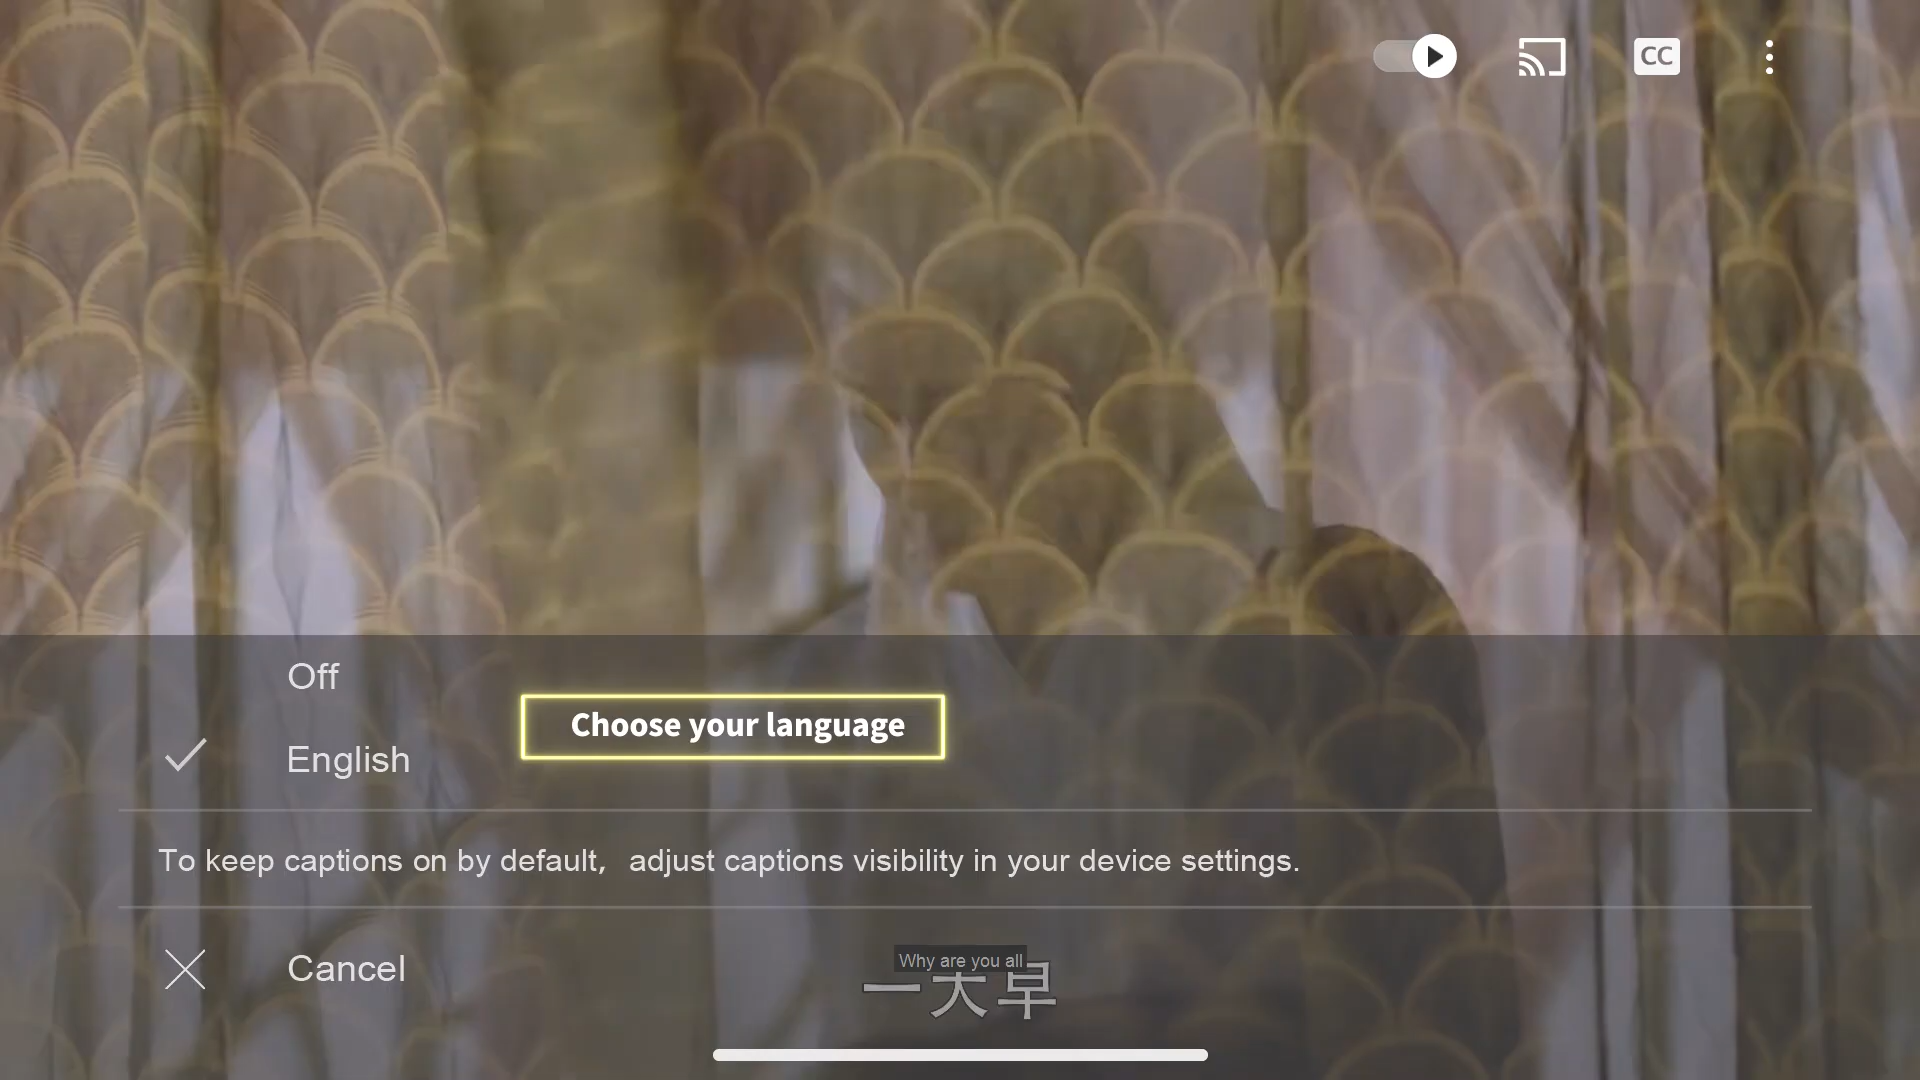 CC
Off
Choose your language
English
To keep captions on by default, adjust captions visibility in your device settings.
Cancel
Why are you all
一大早